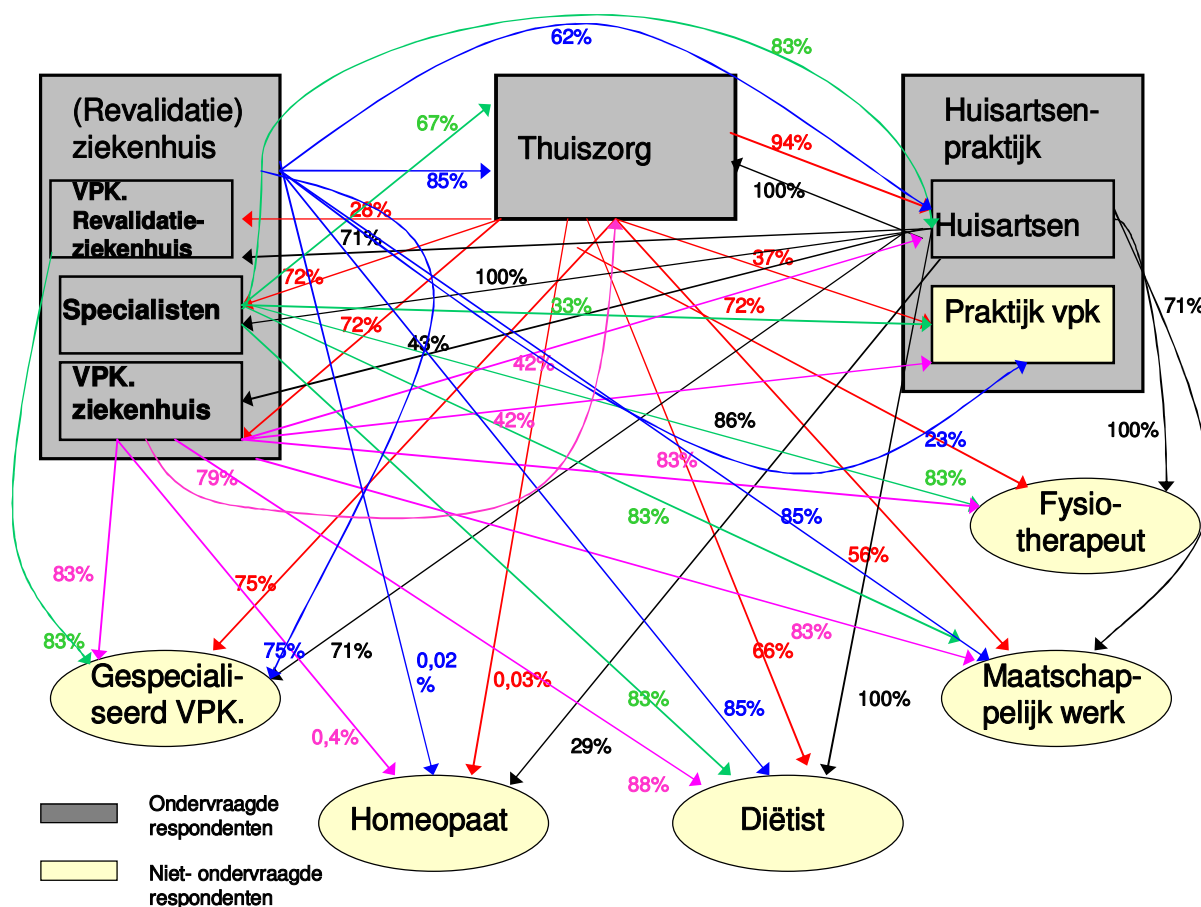 62%
83%
(Revalidatie)
ziekenhuis
Huisartsen-
praktijk
67%
Thuiszorg
94%
85%
100%
VPK.
Revalidatie-
ziekenhuis
28%
71%
Huisartsen
37%
72%
100%
Specialisten
33%
72%
Praktijk vpk
71%
72%
43%
42%
VPK.
ziekenhuis
42%
86%
23%
100%
79%
83%
83%
Fysio-
therapeut
83%
85%
56%
83%
75%
83%
83%
75%
71%
0,02
%
0,03%
66%
Gespeciali-
seerd VPK.
83%
85%
100%
Maatschap-
pelijk werk
0,4%
29%
88%
Homeopaat
Diëtist
Ondervraagde
respondenten
Niet- ondervraagde
respondenten